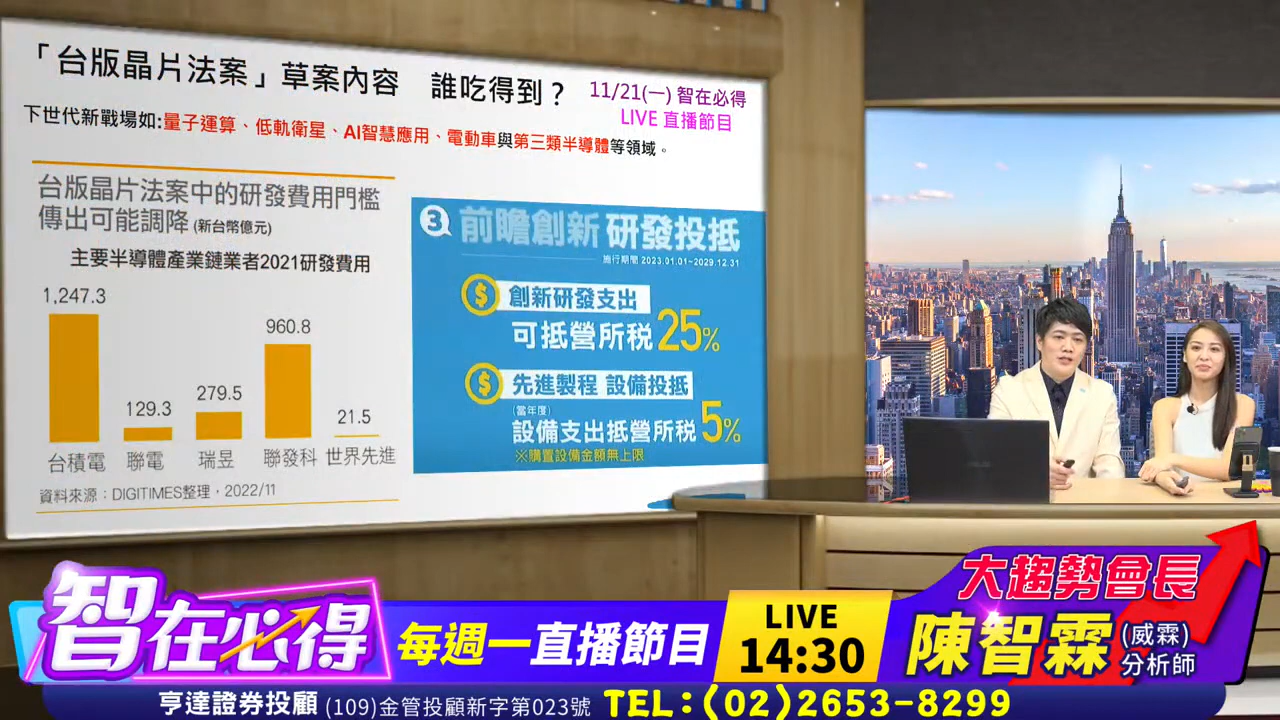 「台版晶片法案」草案內容　誰吃得到？
11/21(一) 智在必得
LIVE 直播節目
下世代新戰場如:量子運算、低軌衛星、AI智慧應用、電動車與第三類半導體等領域。
台版晶片法案中的研發費用門檻
傳出可能調降 (新台幣億元)
主要半導體產業鏈業者2021研發費用
1,247.3
129.3
279.5
960.8
21.5
台積電 聯電 瑞昱 聯發科 世界先進
資料來源：DIGITIMES整理，2022/11
3 前瞻創新 研發投抵
施行期間 2023.01.01~2029.12.31
$ 創新研發支出
可抵營所稅 25%
$ 先進製程 設備投抵
(當年度)
設備支出抵營所稅 5%
※購置設備金額無上限
智在必得
每週一直播節目
LIVE
14:30
大趨勢會長
陳智霖 (威霖)
分析師
亨達證券投顧 (109)金管投顧新字第023號 TEL:(02)2653-8299